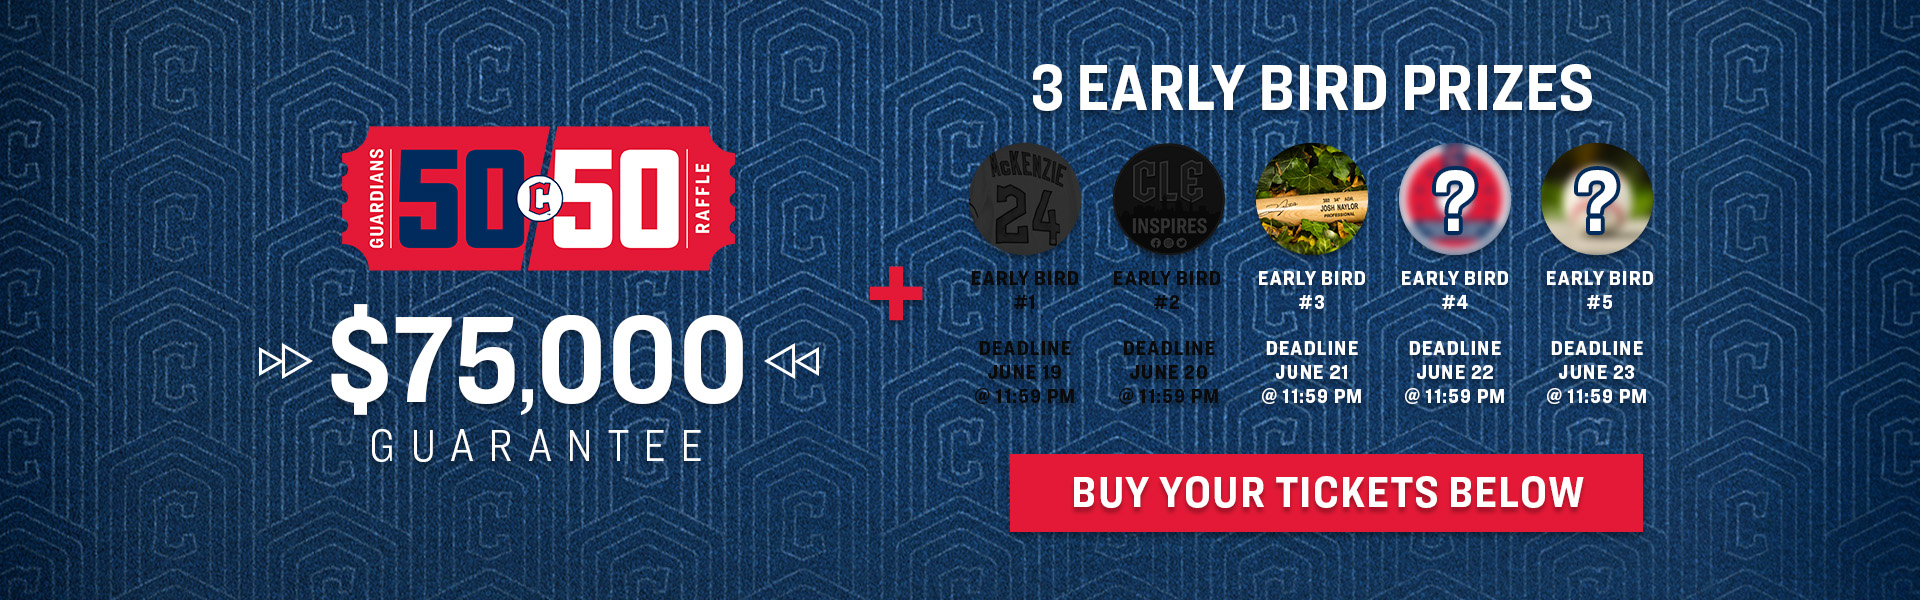 GUARDIANS
50
C
50
RAFFLE
$75,000
GUARANTEE
+
3 EARLY BIRD PRIZES
McKENZIE
24
EARLY BIRD
#1
DEADLINE
JUNE 19
@ 11:59 PM
CLE
INSPIRES
EARLY BIRD
#2
DEADLINE
JUNE 20
@ 11:59 PM
JOSH NAYLOR
PROFESSIONAL
EARLY BIRD
#3
DEADLINE
JUNE 21
@ 11:59 PM
?
EARLY BIRD
#4
DEADLINE
JUNE 22
@ 11:59 PM
?
EARLY BIRD
#5
DEADLINE
JUNE 23
@ 11:59 PM
BUY YOUR TICKETS BELOW